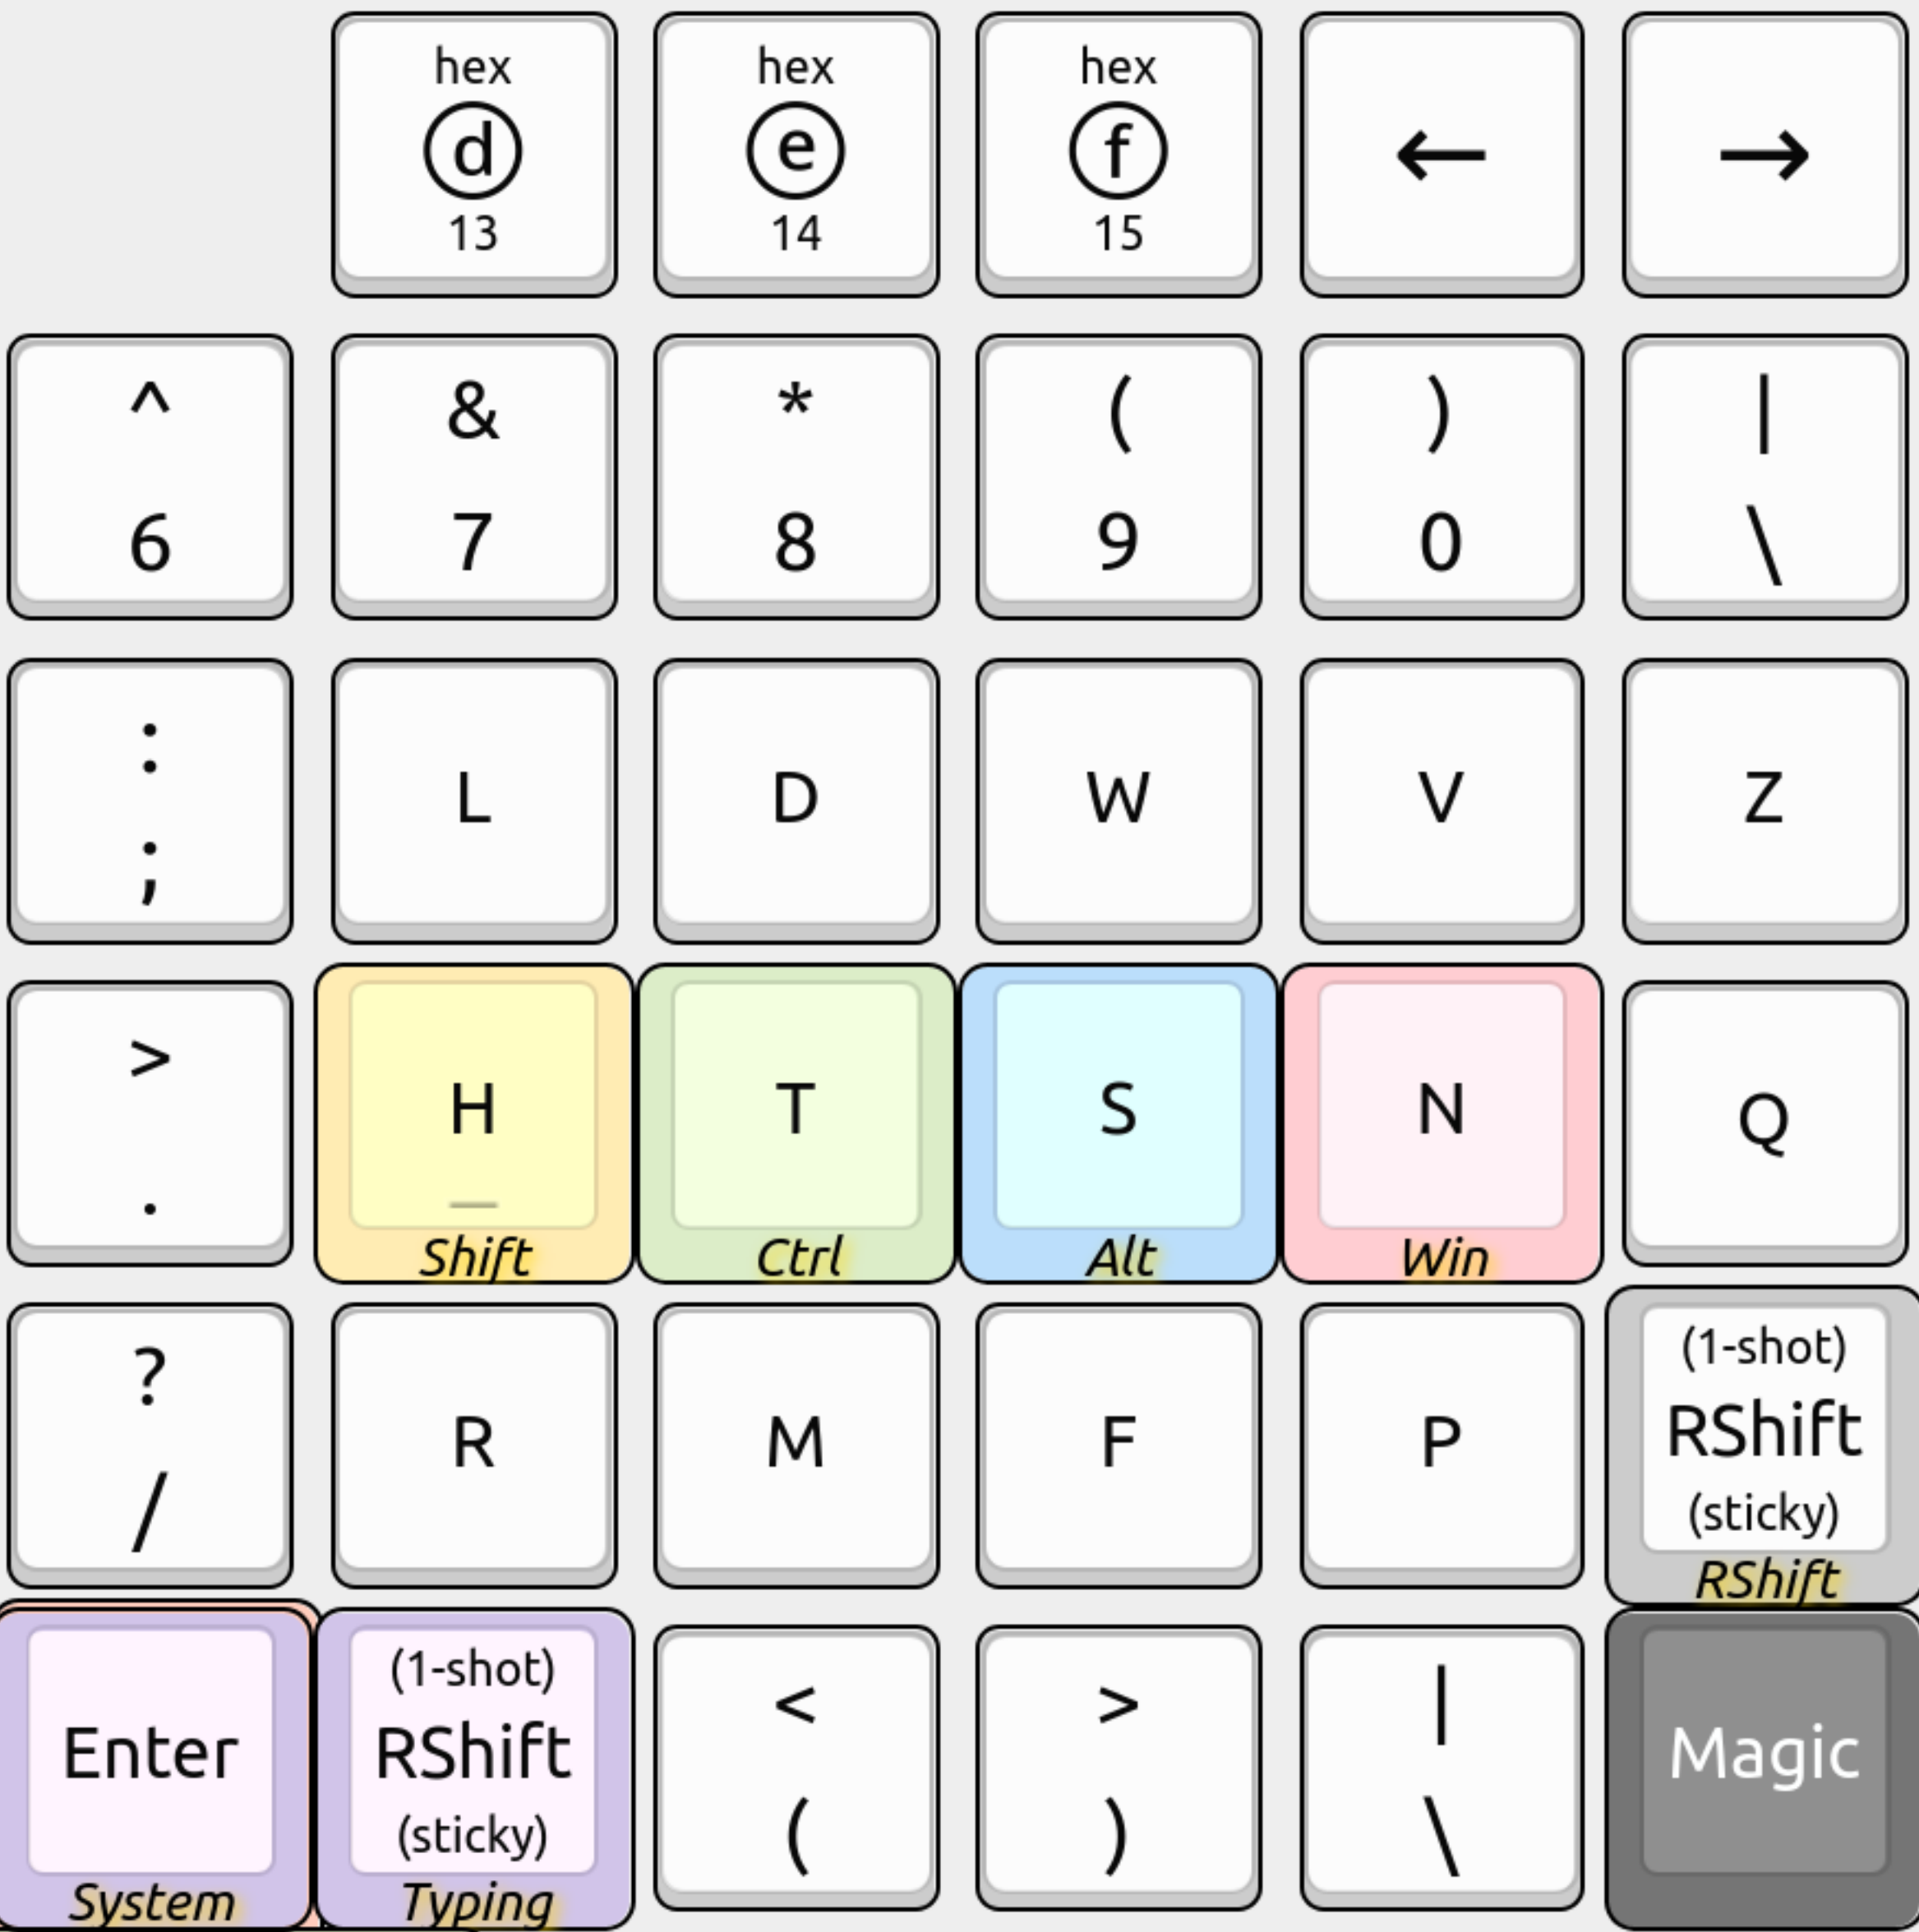 hex hex hex
ⓓ ⓔ ⓕ ← →
13 14 15
^ & * ( ) |
6 7 8 9 0 \
: L D W V Z
;
> H T S N Q
. _
Shift Ctrl Alt Win
? R M F P (1-shot)
/ RShift
(sticky)
RShift
Enter (1-shot) < > | Magic
RShift
(sticky) ( ) \
System Typing